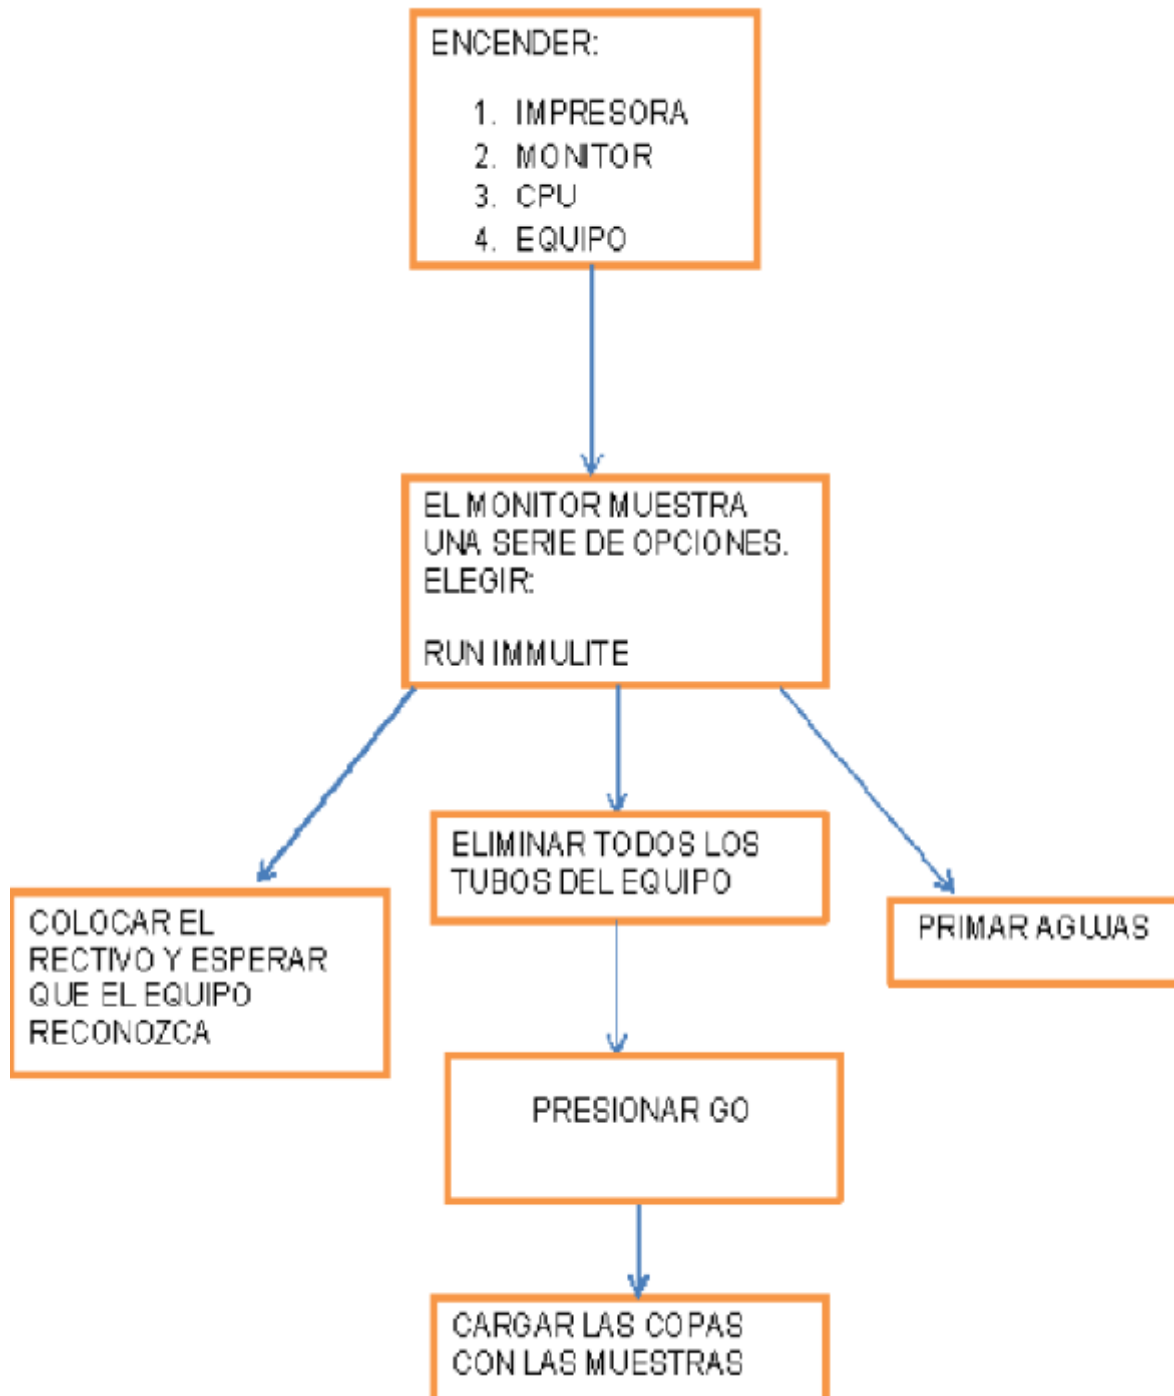 ENCENDER:
1. IMPRESORA
2. MONITOR
3. CPU
4. EQUIPO
EL MONITOR MUESTRA
UNA SERIE DE OPCIONES.
ELEGIR:
RUN IMMULITE
COLOCAR EL
RECTIVO Y ESPERAR
QUE EL EQUIPO
RECONOZCA
ELIMINAR TODOS LOS
TUBOS DEL EQUIPO
PRIMAR AGUJAS
PRESIONAR GO
CARGAR LAS COPAS
CON LAS MUESTRAS